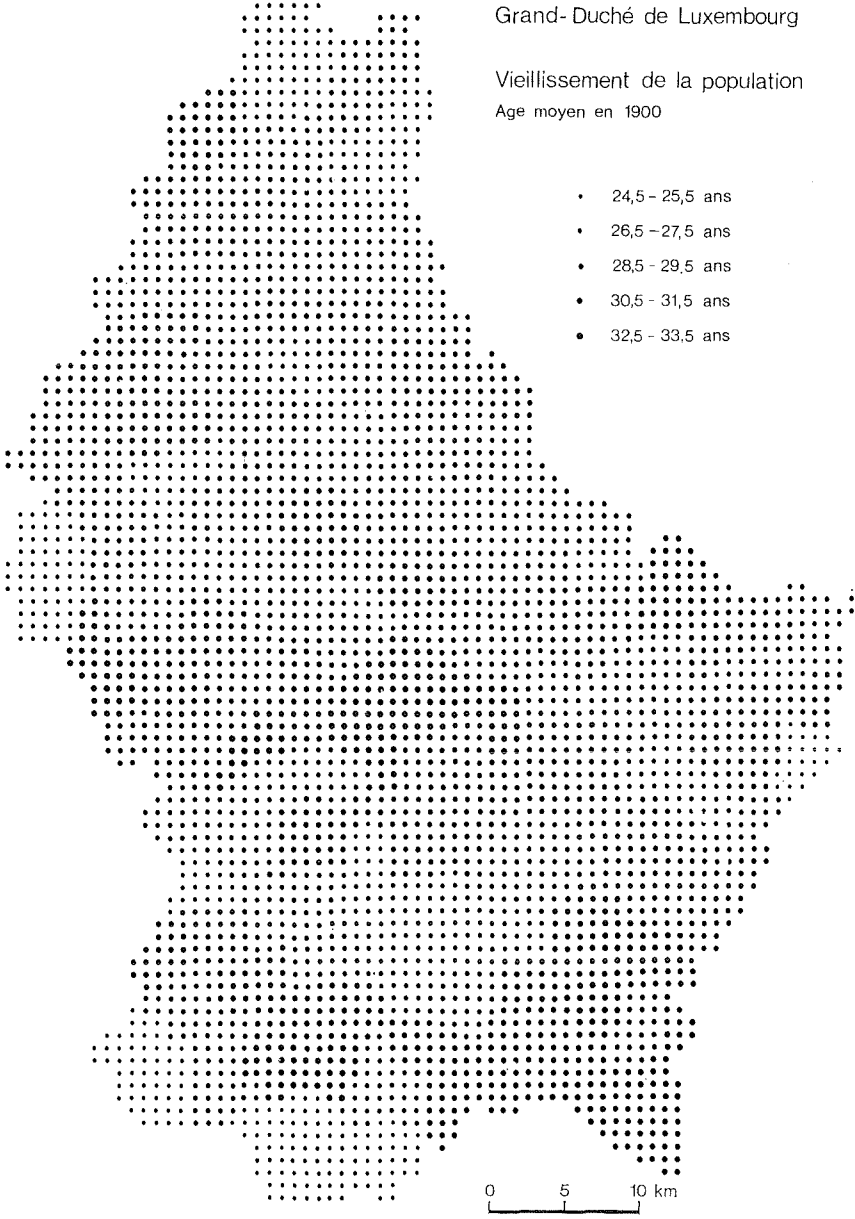 Grand-Duché de Luxembourg
Vieillissement de la population
Age moyen en 1900
24,5 - 25,5 ans
26,5 - 27,5 ans
28,5 - 29,5 ans
30,5 - 31,5 ans
32,5 - 33,5 ans
0 5 10 km